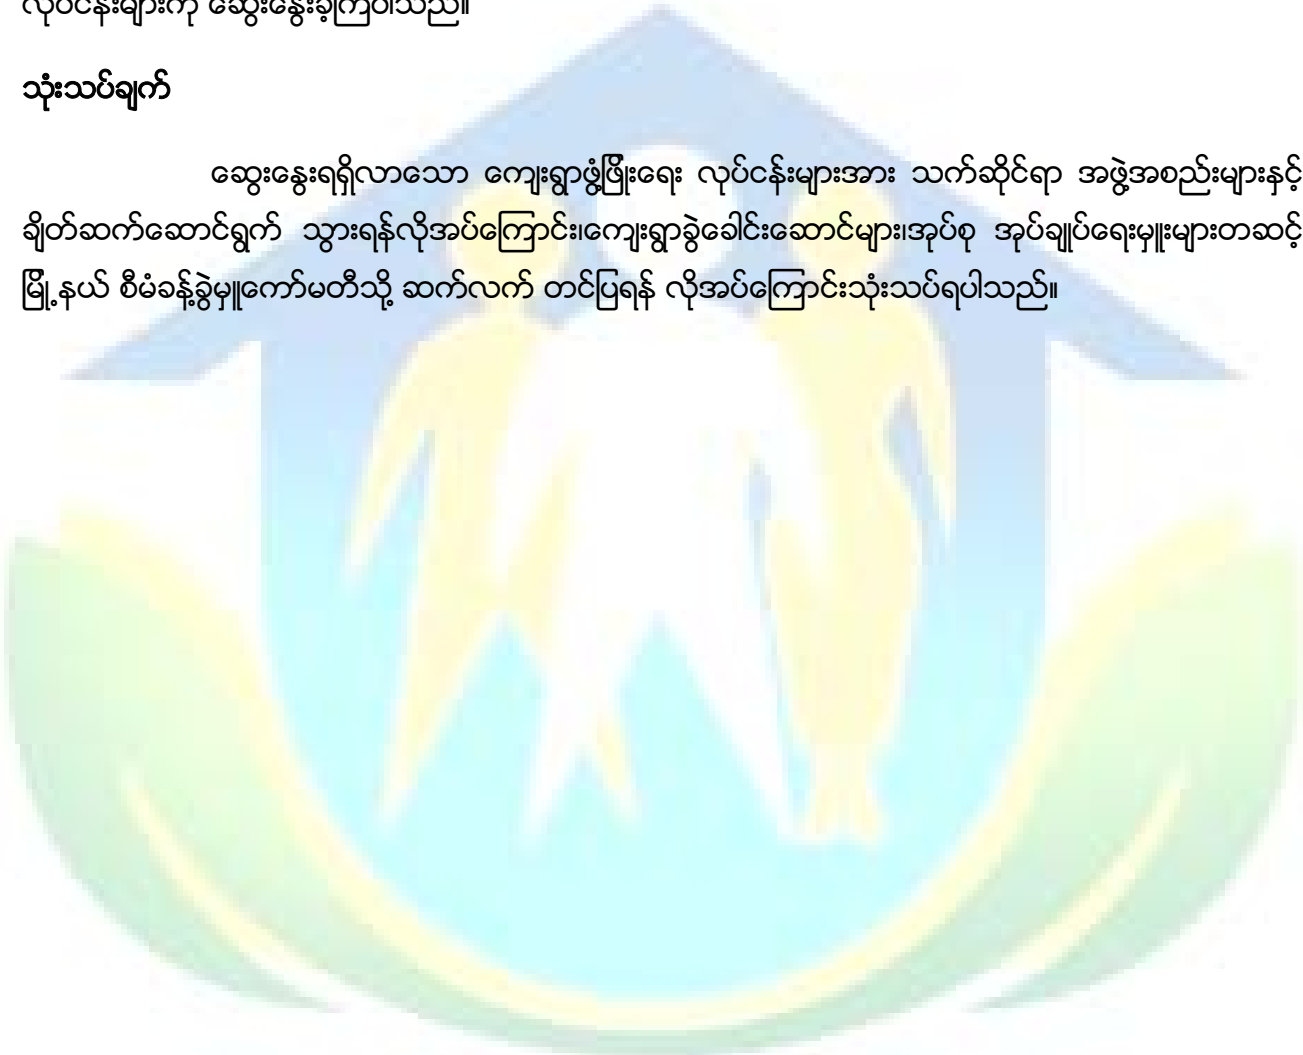 လုပ်ငန်းများကို ဆွေးနွေးခဲ့ကြပါသည်။
သုံးသပ်ချက်
ဆွေးနွေးရရှိလာသော ကျေးရွာဖွံ့ဖြိုးရေး လုပ်ငန်းများအား သက်ဆိုင်ရာ အဖွဲ့အစည်းများနှင့်
ချိတ်ဆက်ဆောင်ရွက် သွားရန်လိုအပ်ကြောင်း၊ကျေးရွာခွဲခေါင်းဆောင်များ၊အုပ်စု အုပ်ချုပ်ရေးမှူးများတဆင့်
မြို့နယ် စီမံခန့်ခွဲမှူကော်မတီသို့ ဆက်လက် တင်ပြရန် လိုအပ်ကြောင်းသုံးသပ်ရပါသည်။